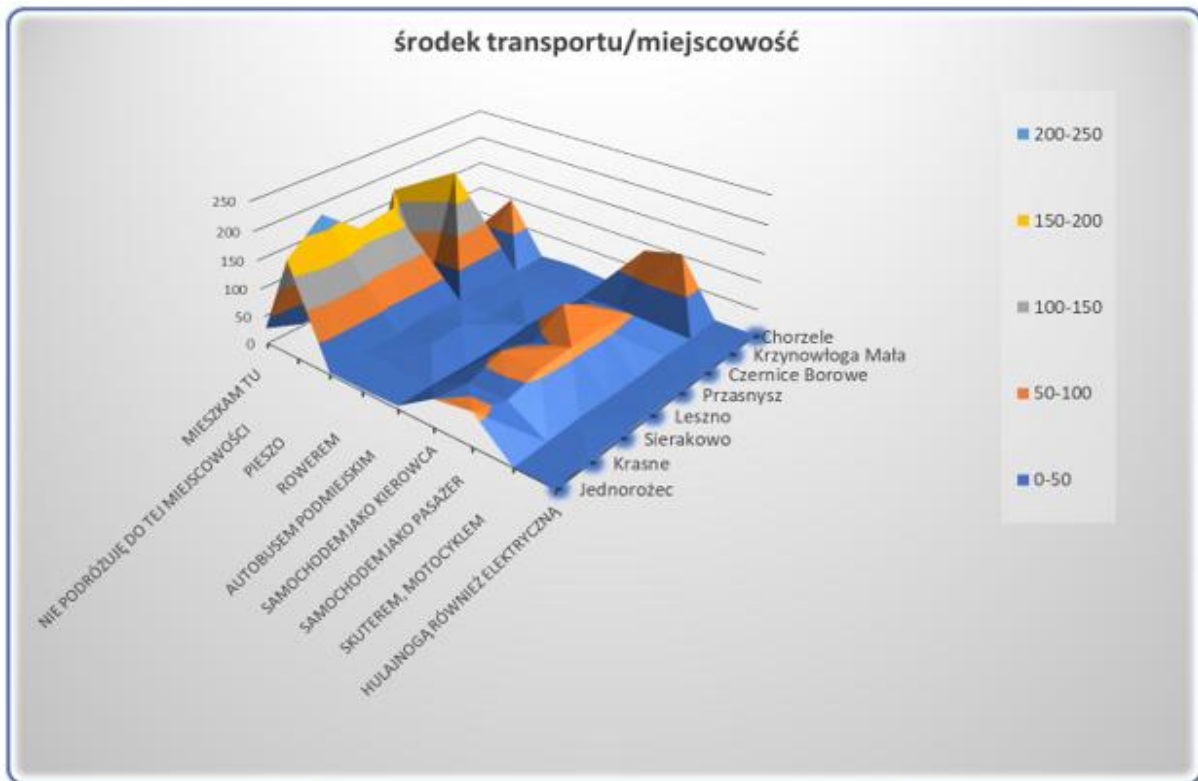 środek transportu/miejscowość
250
200
150
100
50
0
MIESZKAM TU
NIE PODRÓŻUJĘ DO TEJ MIEJSCOWOŚCI
PIESZO
ROWEREM
AUTOBUSEM PODMIEJSKIM
SAMOCHODEM JAKO KIEROWCA
SAMOCHODEM JAKO PASAŻER
SKUTEREM, MOTOCYKLEM
HULAJNOGĄ RÓWNIEŻ ELEKTRYCZNĄ
Chorzele
Krzynowłoga Mała
Czernice Borowe
Przasnysz
Leszno
Sierakowo
Krasne
Jednorożec
200-250
150-200
100-150
50-100
0-50